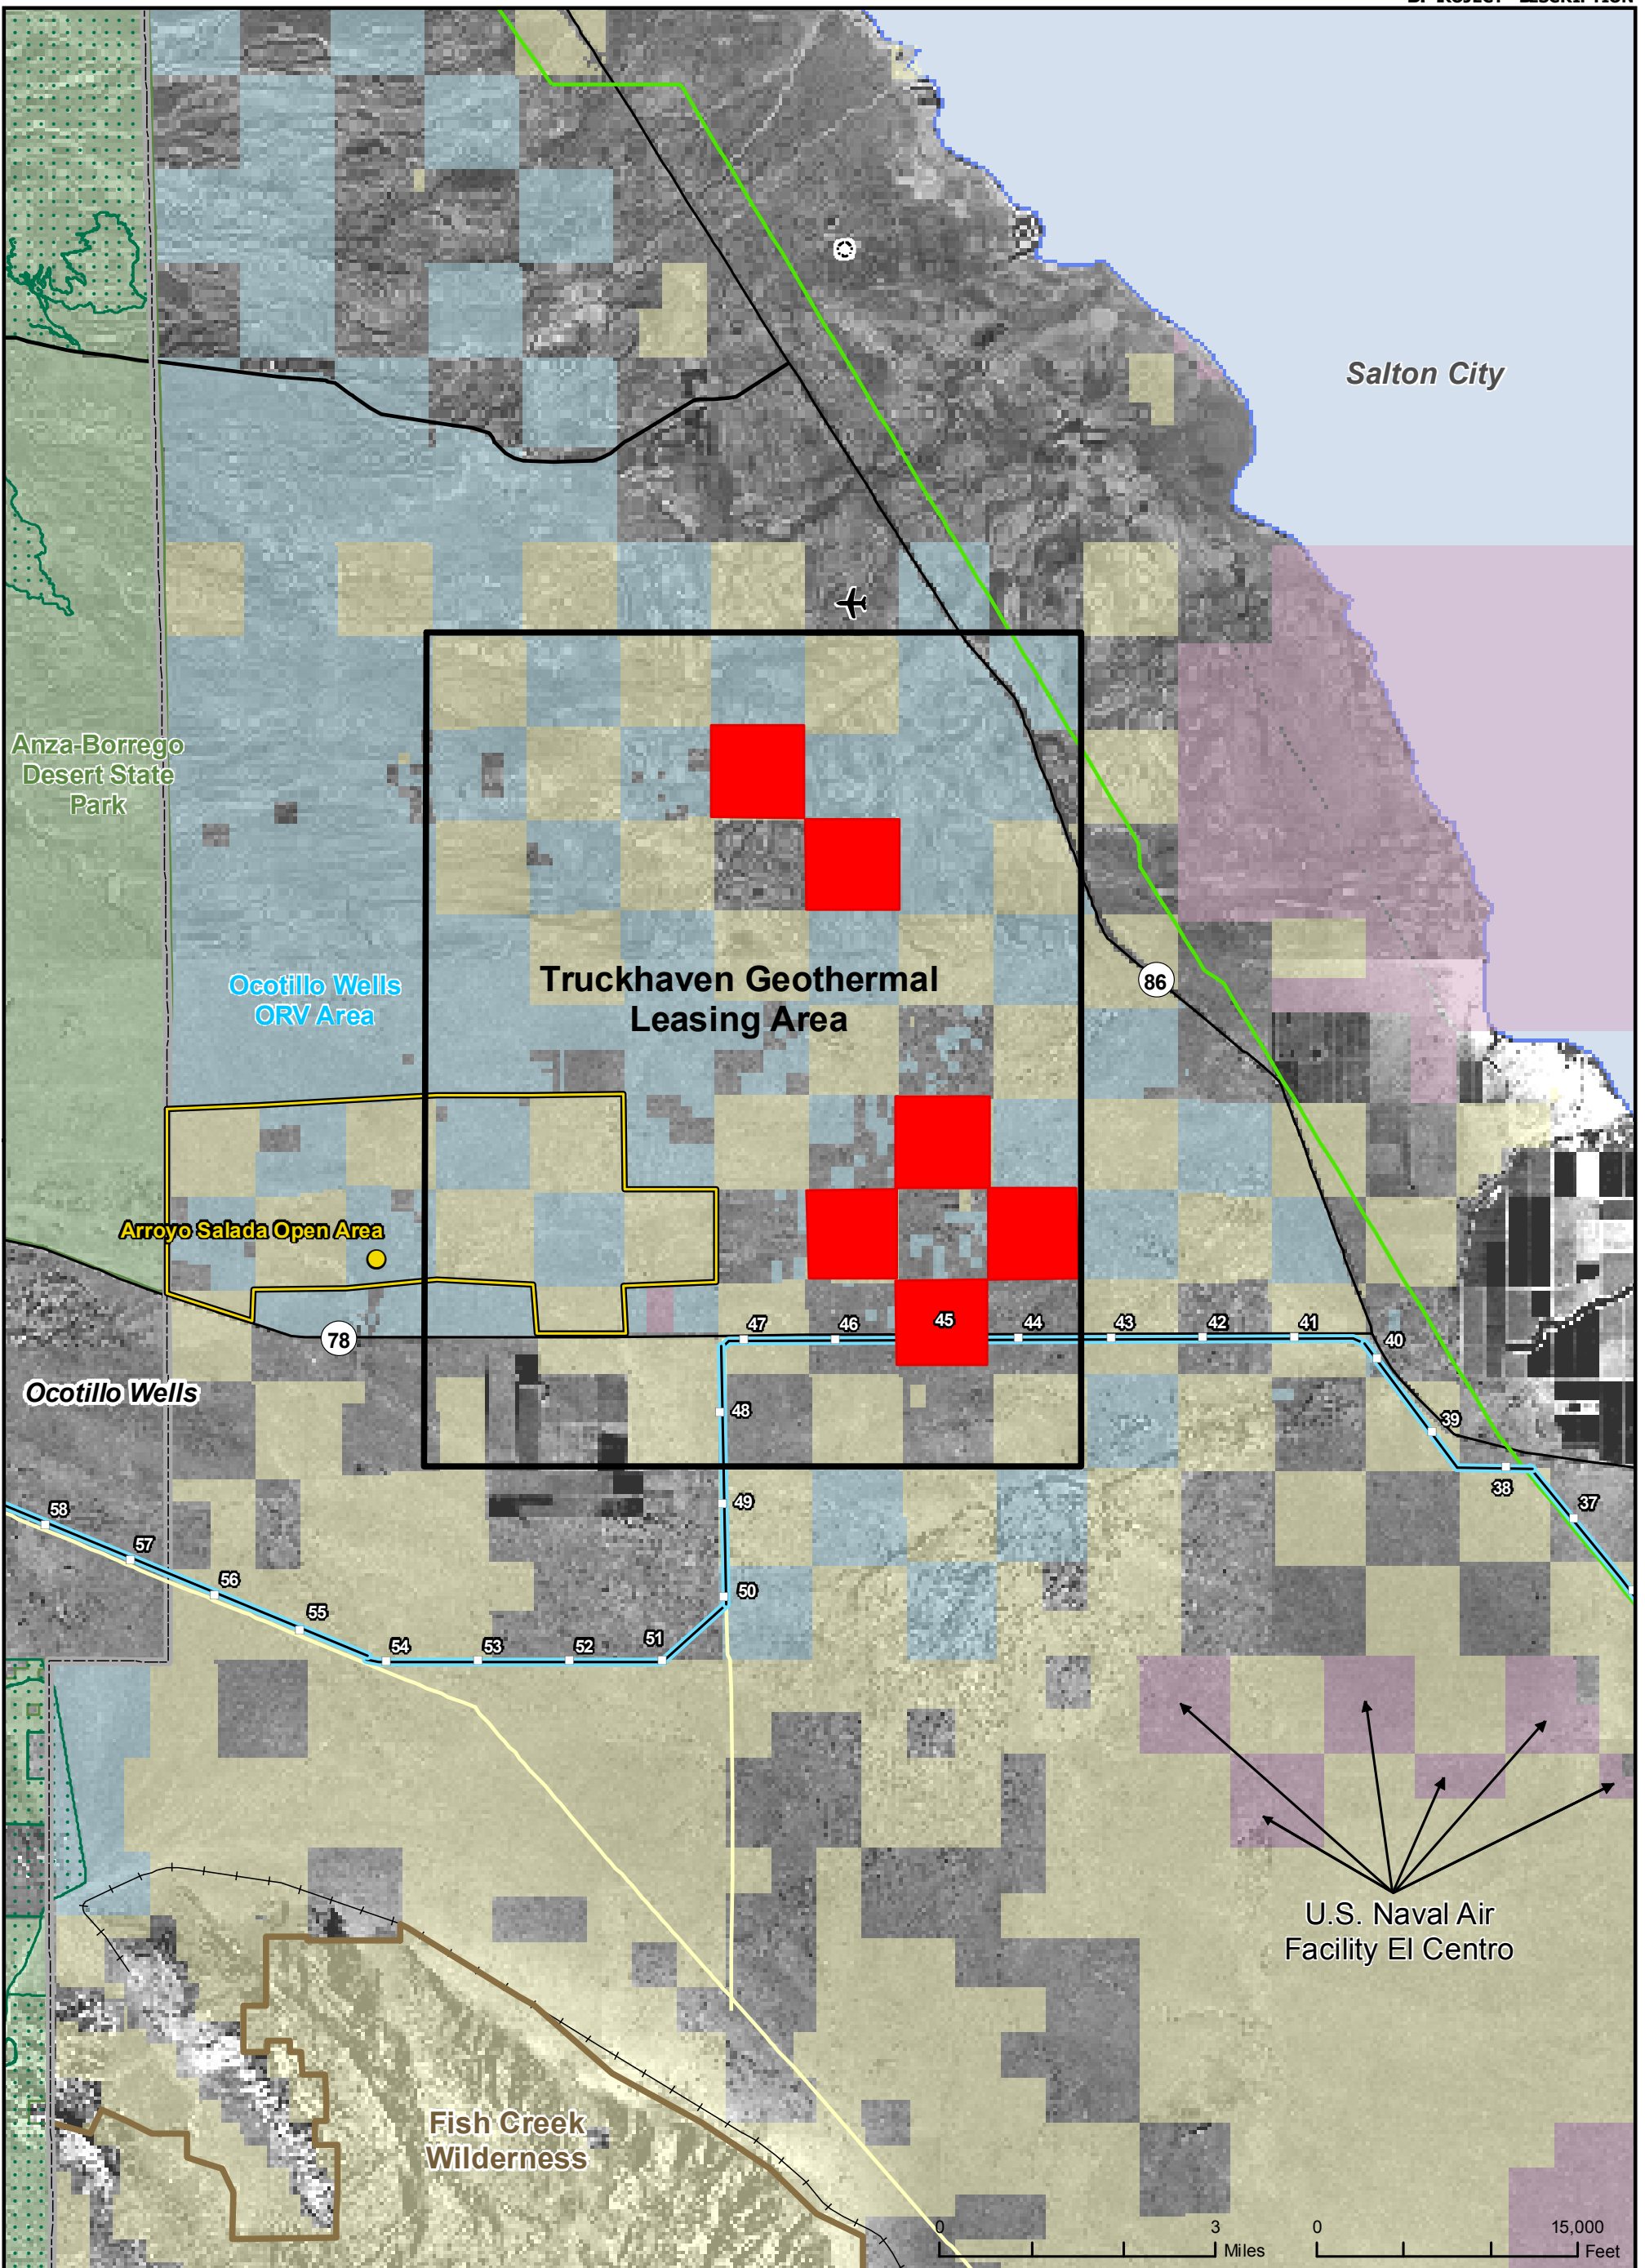 Salton City
Anza-Borrego
Desert State
Park
Ocotillo Wells
ORV Area
Truckhaven Geothermal
Leasing Area
86
Arroyo Salada Open Area
78
47
46
45
44
43
42
41
40
Ocotillo Wells
48
39
38
49
37
58
57
56
55
50
54
53
52
51
U.S. Naval Air
Facility El Centro
Fish Creek
Wilderness
0 3
Miles
0 15,000
Feet